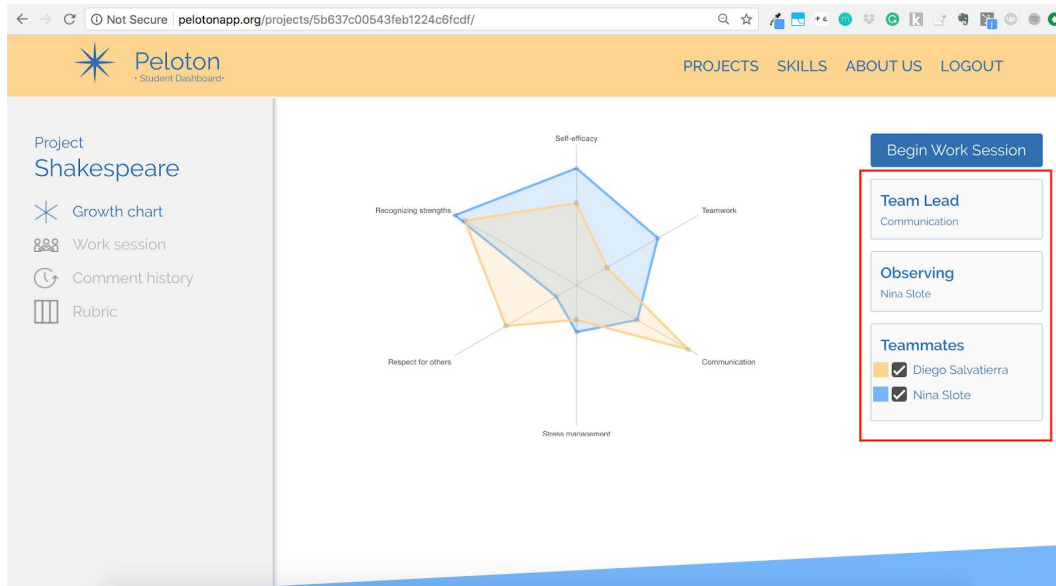 Not Secure pelotonapp.org/projects/5b637c00543feb1224c6fcdf/
Peloton
• Student Dashboard•
PROJECTS SKILLS ABOUT US LOGOUT
Project
Shakespeare
Growth chart
Work session
Comment history
Rubric
Self-efficacy
Recognizing strengths
Teamwork
Respect for others
Communication
Stress management
Begin Work Session
Team Lead
Communication
Observing
Nina Slote
Teammates
Diego Salvatierra
Nina Slote